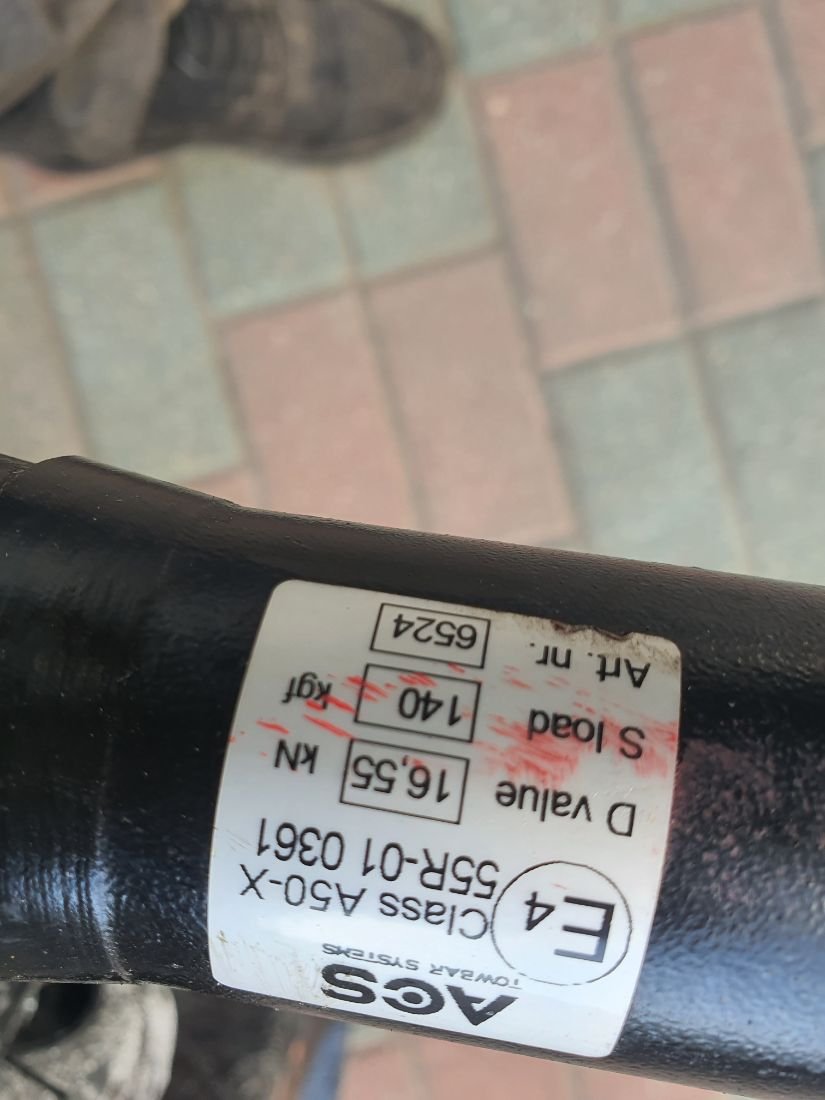 ACS
TOWBAR SYSTEMS
E4
Class A50-X
55R-01 0361
D value 16,55 kN
S load 140 kgf
Art. nr. 6524